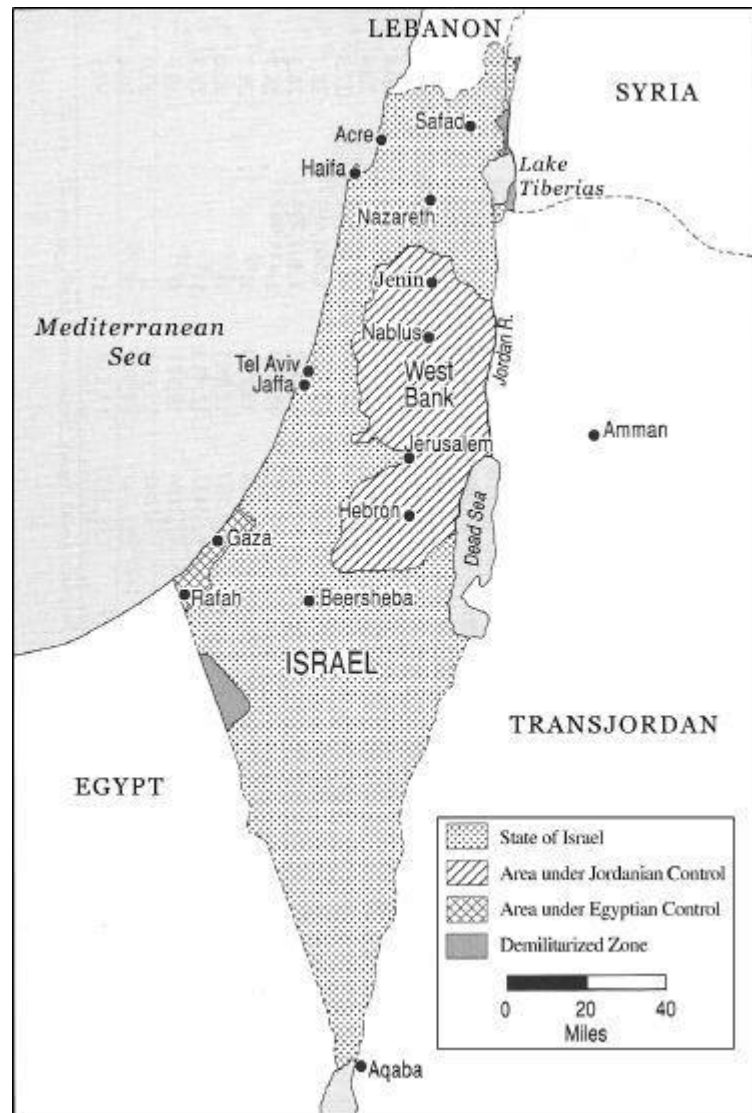 LEBANON
SYRIA
Safad
Acre
Haifa
Lake
Tiberias
Nazareth
Jenin
Mediterranean
Sea
Nablus
Jordan R.
Tel Aviv
Jaffa
West
Bank
Amman
Jerusalem
Hebron
Dead Sea
Gaza
Rafah
Beersheba
ISRAEL
TRANSJORDAN
EGYPT
State of Israel
Area under Jordanian Control
Area under Egyptian Control
Demilitarized Zone
0 20 40
Miles
Aqaba